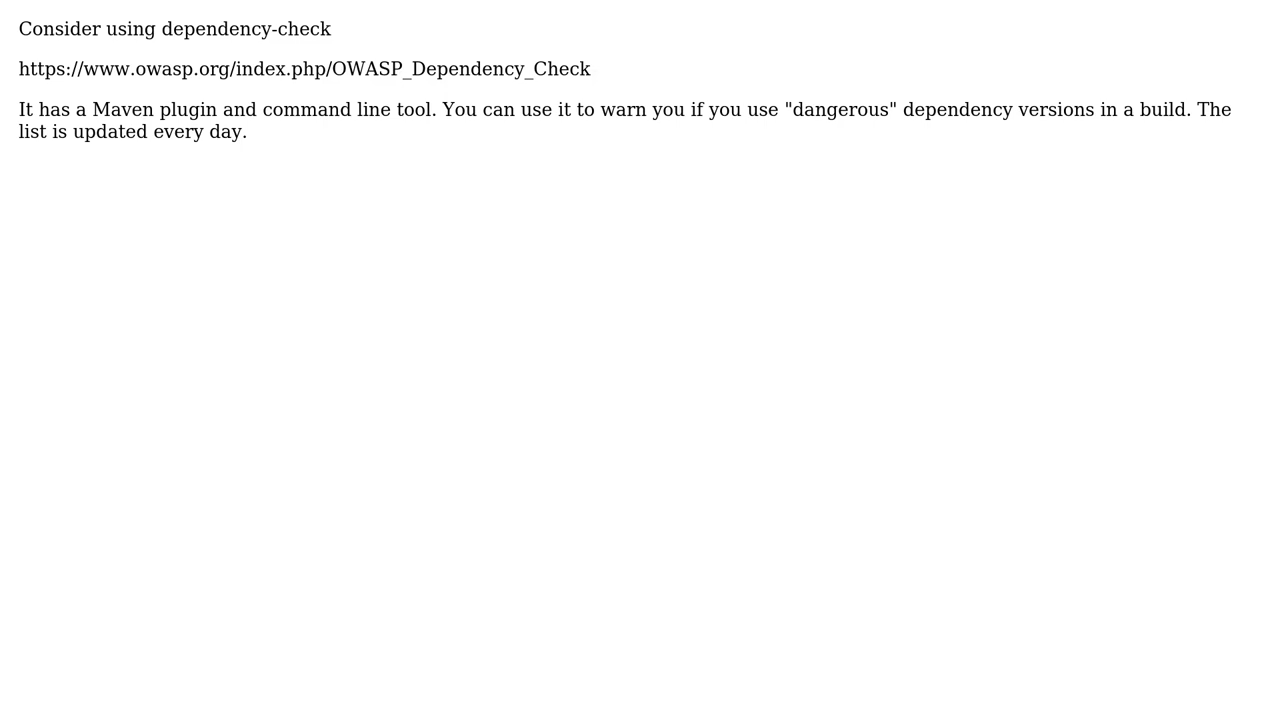 Consider using dependency-check
https://www.owasp.org/index.php/OWASP_Dependency_Check
It has a Maven plugin and command line tool. You can use it to warn you if you use "dangerous" dependency versions in a build. The
list is updated every day.